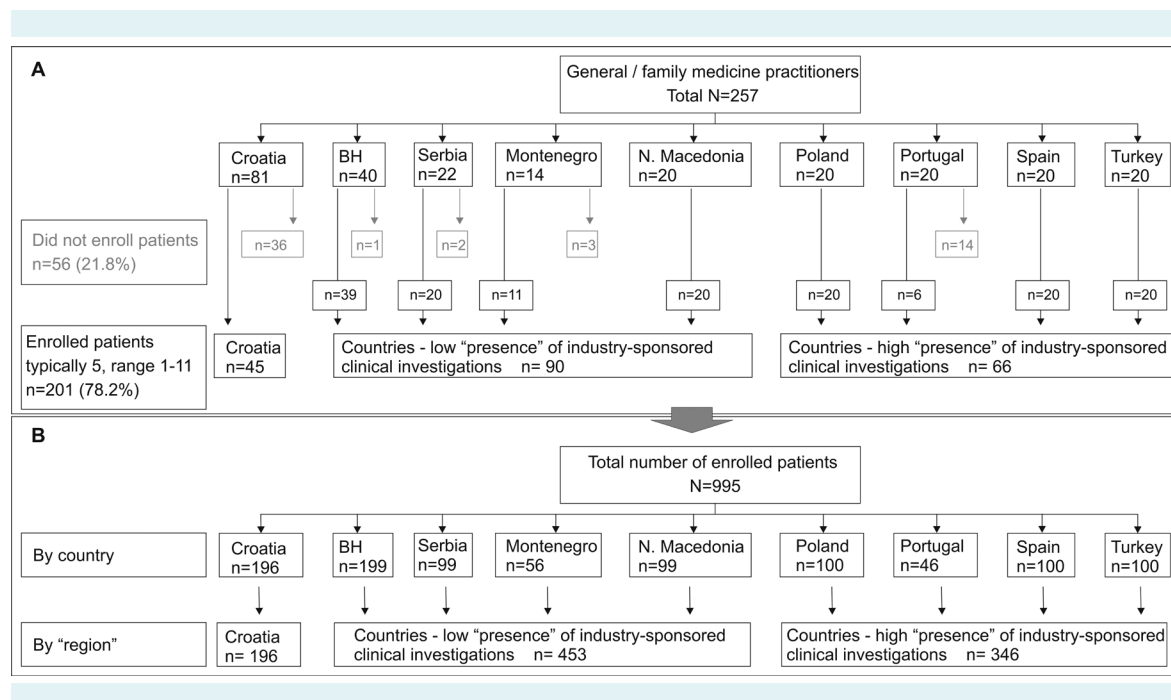 A
General / family medicine practitioners
Total N=257
Croatia
n=81
BH
n=40
Serbia
n=22
Montenegro
n=14
N. Macedonia
n=20
Poland
n=20
Portugal
n=20
Spain
n=20
Turkey
n=20
Did not enroll patients
n=56 (21.8%)
n=36
n=1
n=2
n=3
n=14
n=39
n=20
n=11
n=20
n=20
n=6
n=20
n=20
Enrolled patients
typically 5, range 1-11
n=201 (78.2%)
Croatia
n=45
Countries - low “presence” of industry-sponsored
clinical investigations n= 90
Countries - high “presence” of industry-sponsored
clinical investigations n= 66
B
Total number of enrolled patients
N=995
By country
Croatia
n=196
BH
n=199
Serbia
n=99
Montenegro
n=56
N. Macedonia
n=99
Poland
n=100
Portugal
n=46
Spain
n=100
Turkey
n=100
By “region”
Croatia
n= 196
Countries - low “presence” of industry-sponsored
clinical investigations n= 453
Countries - high “presence” of industry-sponsored
clinical investigations n= 346